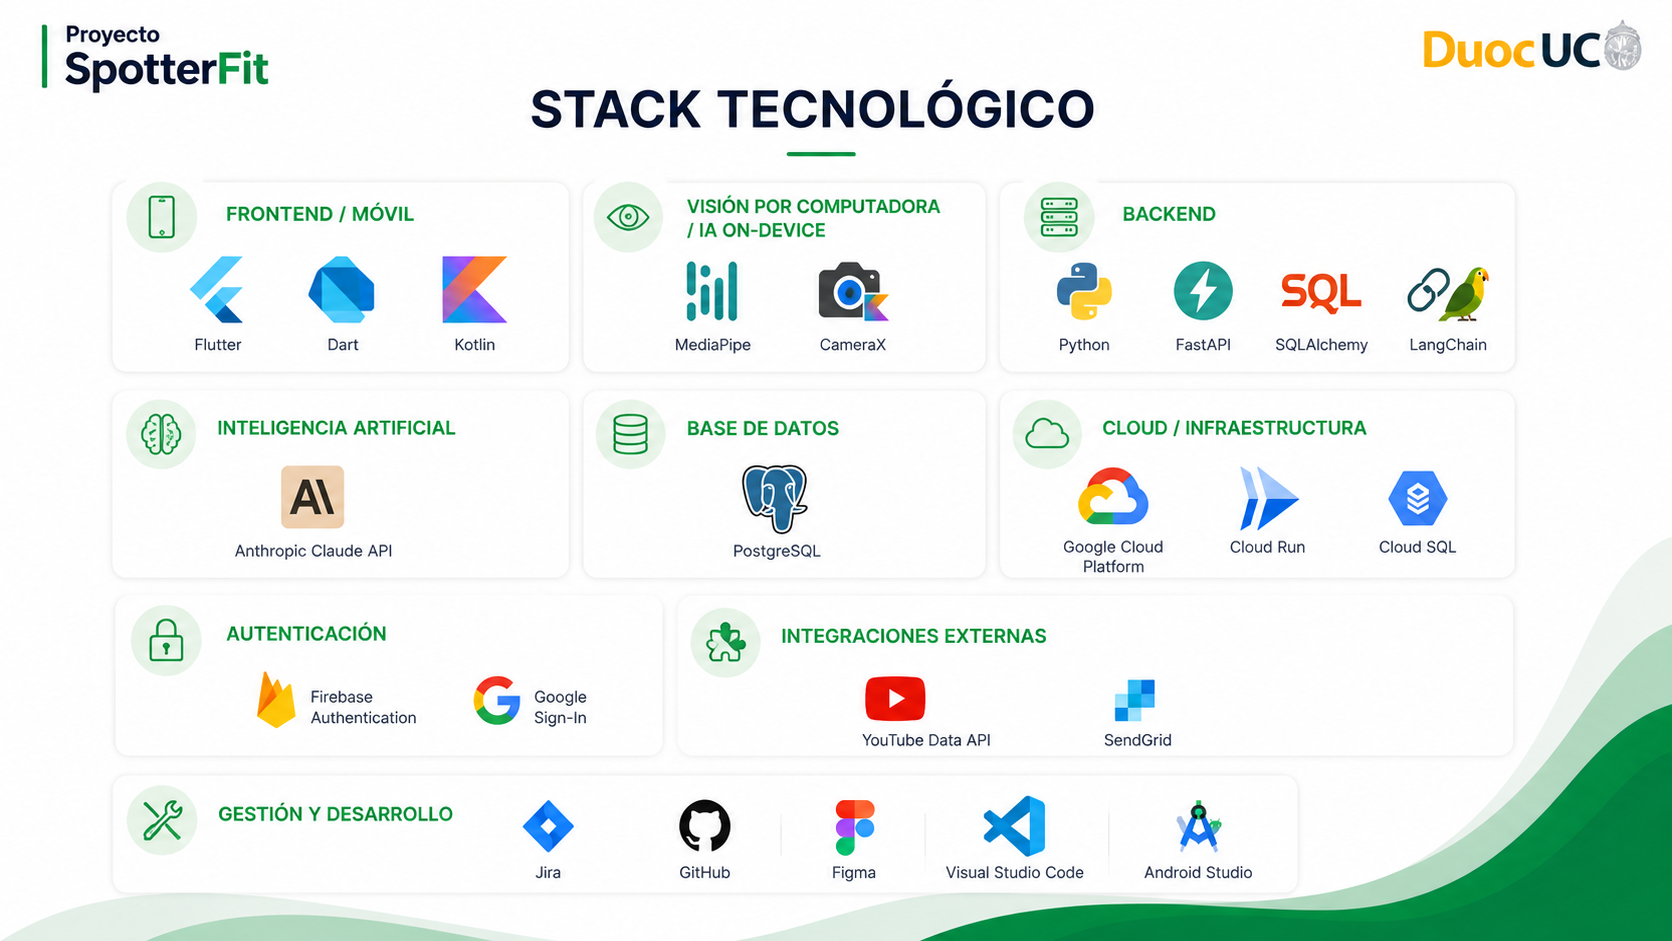 Proyecto
SpotterFit
Duoc UC
STACK TECNOLÓGICO
FRONTEND / MÓVIL
Flutter
Dart
Kotlin
VISIÓN POR COMPUTADORA
/ IA ON-DEVICE
MediaPipe
CameraX
BACKEND
SQL
Python
FastAPI
SQLAlchemy
LangChain
INTELIGENCIA ARTIFICIAL
A\
Anthropic Claude API
BASE DE DATOS
PostgreSQL
CLOUD / INFRAESTRUCTURA
Google Cloud
Platform
Cloud Run
Cloud SQL
AUTENTICACIÓN
Firebase
Authentication
Google
Sign-In
INTEGRACIONES EXTERNAS
YouTube Data API
SendGrid
GESTIÓN Y DESARROLLO
Jira
GitHub
Figma
Visual Studio Code
Android Studio